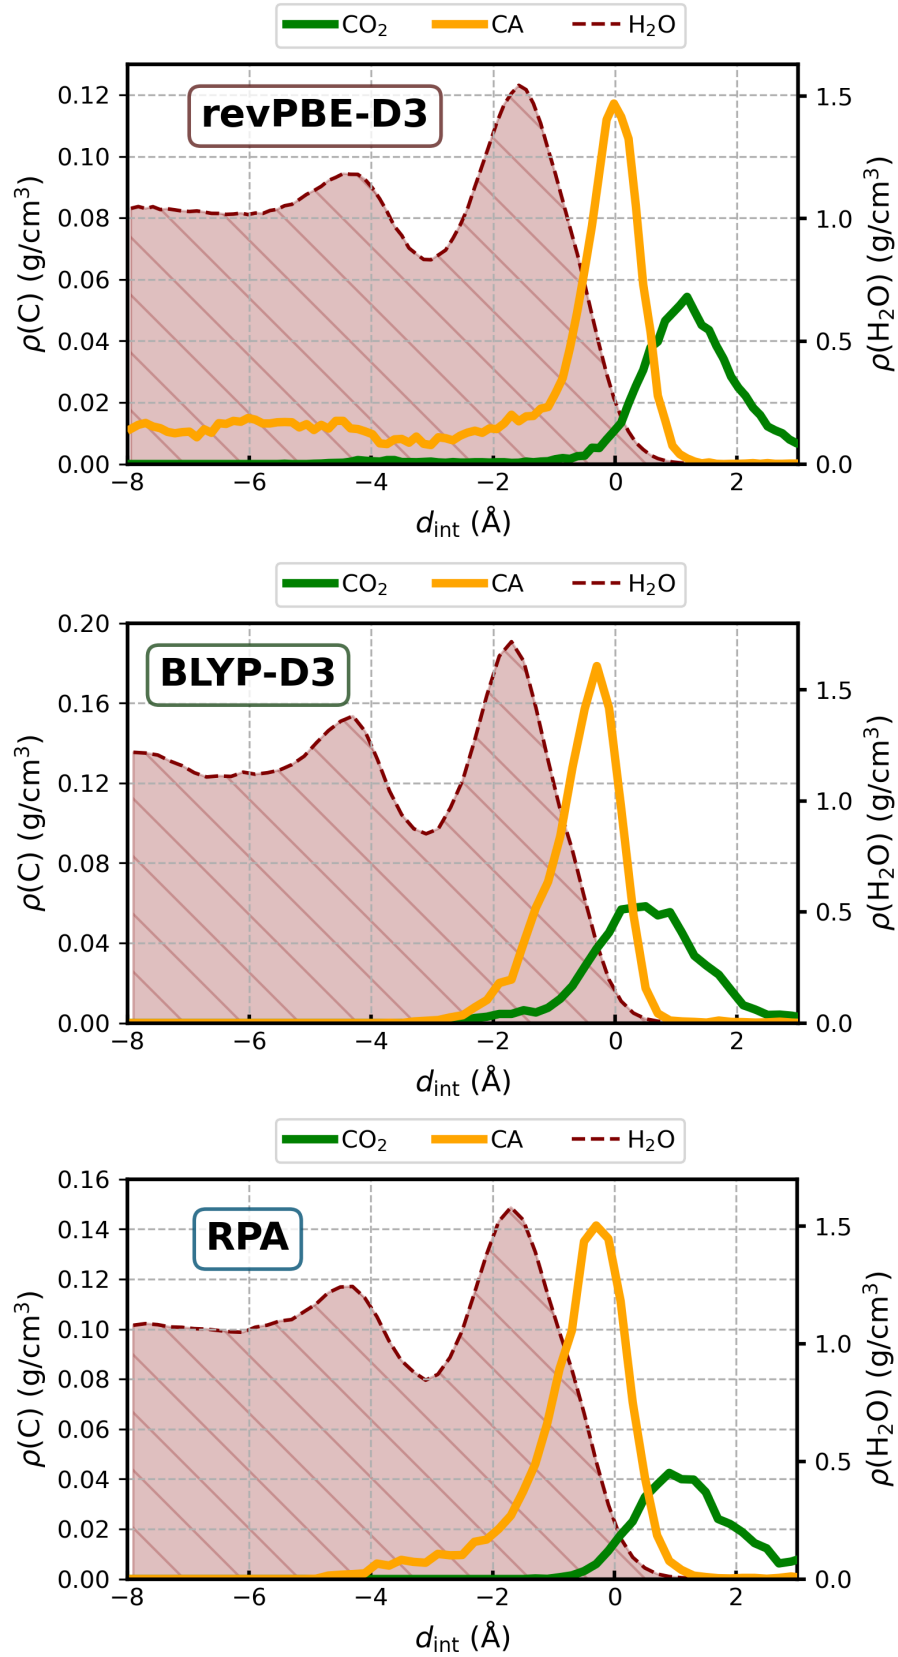 CO₂ CA H₂O
revPBE-D3
0.12
0.10
0.08
0.06
0.04
0.02
0.00
ρ(C) (g/cm³)
1.5
1.0
0.5
0.0
ρ(H₂O) (g/cm³)
−8 −6 −4 −2 0 2
d_int (Å)
CO₂ CA H₂O
BLYP-D3
0.20
0.16
0.12
0.08
0.04
0.00
ρ(C) (g/cm³)
1.5
1.0
0.5
0.0
ρ(H₂O) (g/cm³)
−8 −6 −4 −2 0 2
d_int (Å)
CO₂ CA H₂O
RPA
0.16
0.14
0.12
0.10
0.08
0.06
0.04
0.02
0.00
ρ(C) (g/cm³)
1.5
1.0
0.5
0.0
ρ(H₂O) (g/cm³)
−8 −6 −4 −2 0 2
d_int (Å)